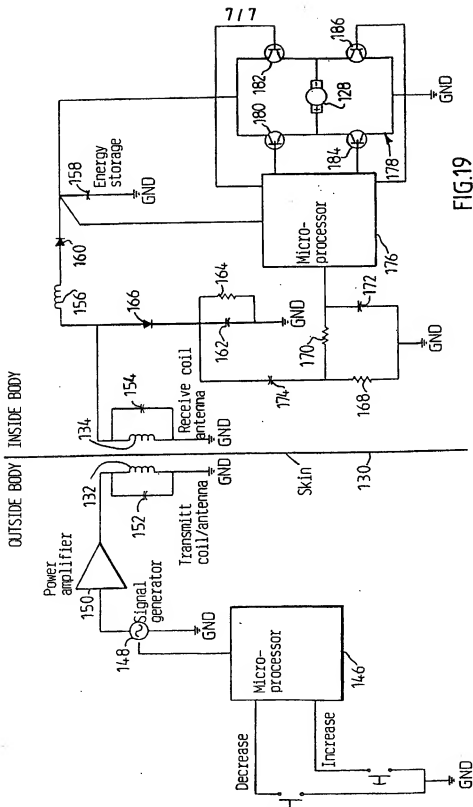 7/7
OUTSIDE BODY
INSIDE BODY
Power
amplifier
150
Signal
generator
148
GND
152
132
Transmitt
coil/antenna
GND
Skin
130
134
154
Receive coil
antenna
GND
156
160
158
Energy
storage
GND
166
164
162
GND
174
170
168
172
GND
Micro-
processor
176
180
182
184
186
128
178
GND
Micro-
processor
146
Decrease
Increase
GND
FIG.19